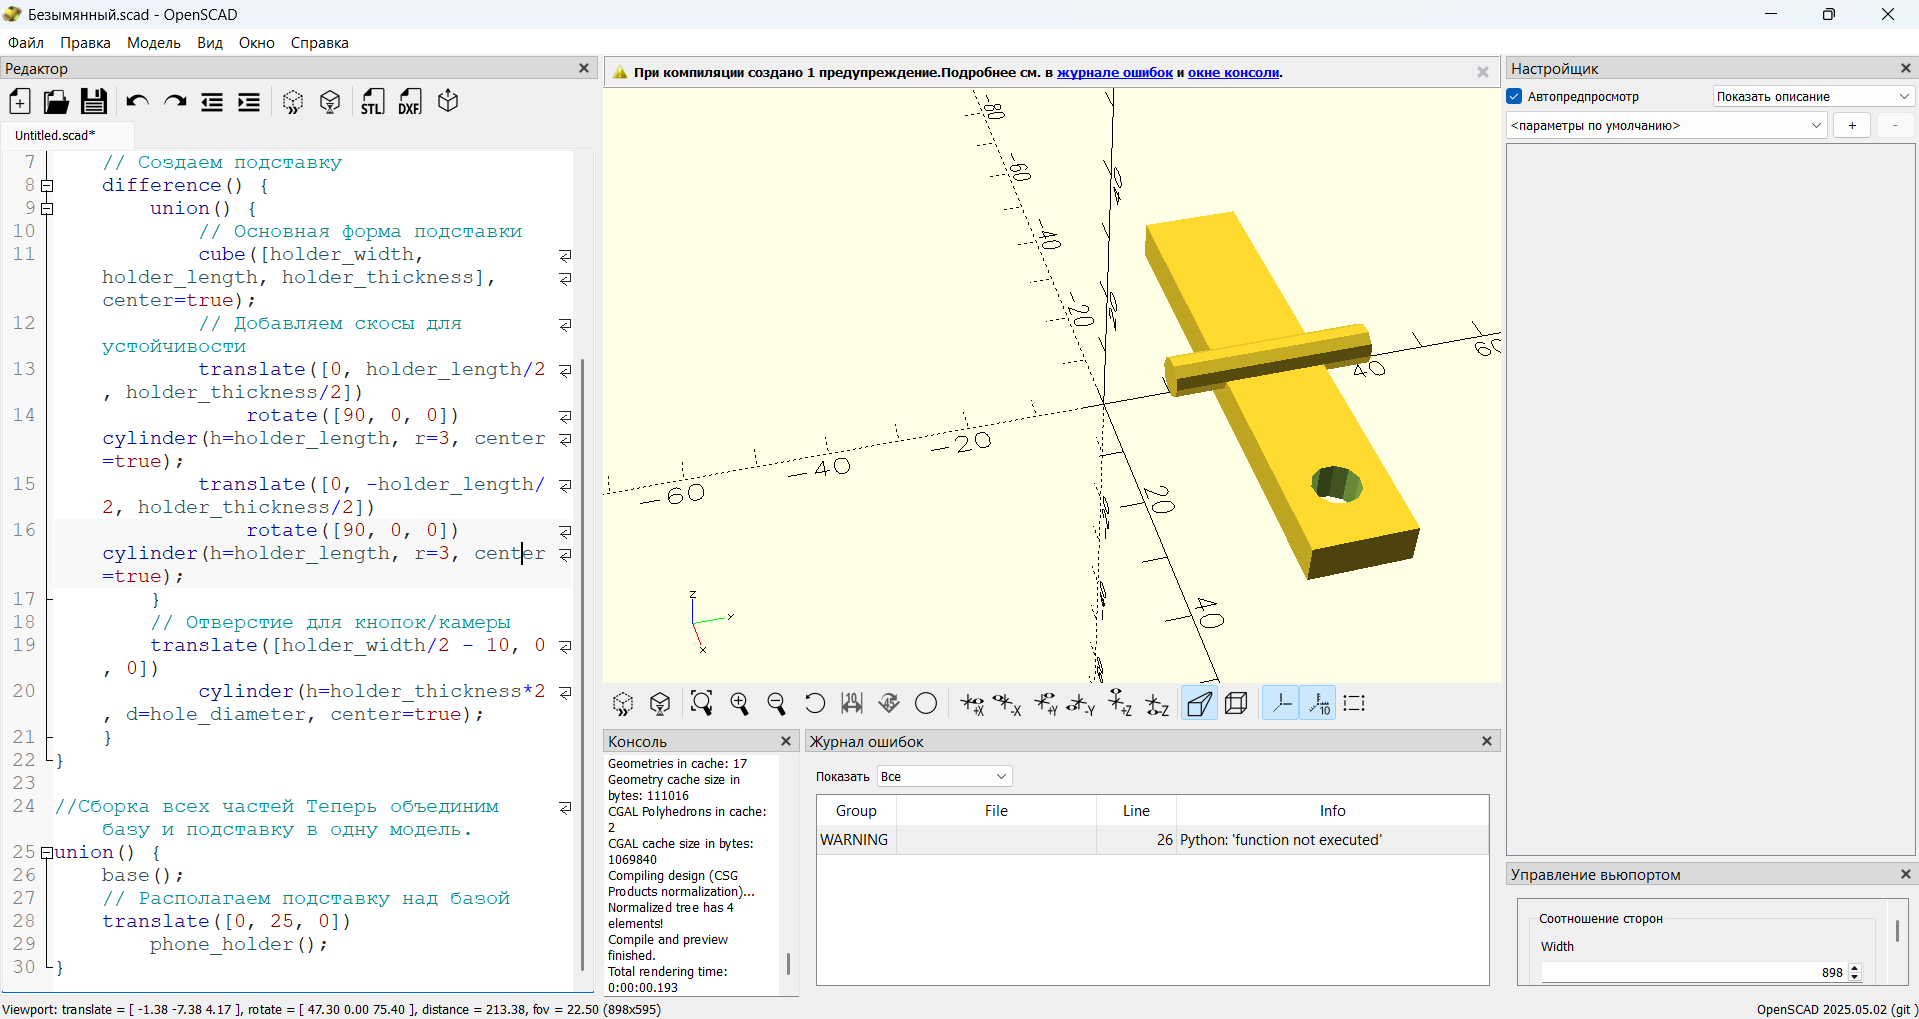 Безымянный.scad - OpenSCAD
Файл Правка Модель Вид Окно Справка
Редактор
STL DXF
Untitled.scad*
7 // Создаем подставку
8 difference() {
9 union() {
10 // Основная форма подставки
11 cube([holder_width,
holder_length, holder_thickness],
center=true);
12 // Добавляем скосы для
устойчивости
13 translate([0, holder_length/2
, holder_thickness/2])
14 rotate([90, 0, 0])
cylinder(h=holder_length, r=3, center
=true);
15 translate([0, -holder_length/
2, holder_thickness/2])
16 rotate([90, 0, 0])
cylinder(h=holder_length, r=3, center
=true);
17 }
18 // Отверстие для кнопок/камеры
19 translate([holder_width/2 - 10, 0
, 0])
20 cylinder(h=holder_thickness*2
, d=hole_diameter, center=true);
21 }
22 }
23
24 //Сборка всех частей Теперь объединим
базу и подставку в одну модель.
25 union() {
26 base();
27 // Располагаем подставку над базой
28 translate([0, 25, 0])
29 phone_holder();
30 }
При компиляции создано 1 предупреждение.Подробнее см. в журнале ошибок и окне консоли.
-80
-60
-40
-20
-60
-40
-20
40
60
20
40
z
y
x
Консоль
Geometries in cache: 17
Geometry cache size in
bytes: 111016
CGAL Polyhedrons in cache:
2
CGAL cache size in bytes:
1069840
Compiling design (CSG
Products normalization)...
Normalized tree has 4
elements!
Compile and preview
finished.
Total rendering time:
0:00:00.193
Журнал ошибок
Показать Все
Group File Line Info
WARNING 26 Python: 'function not executed'
Настройщик
Автопредпросмотр Показать описание
<параметры по умолчанию> + -
Управление вьюпортом
Соотношение сторон
Width
898
Viewport: translate = [ -1.38 -7.38 4.17 ], rotate = [ 47.30 0.00 75.40 ], distance = 213.38, fov = 22.50 (898x595)
OpenSCAD 2025.05.02 (git )